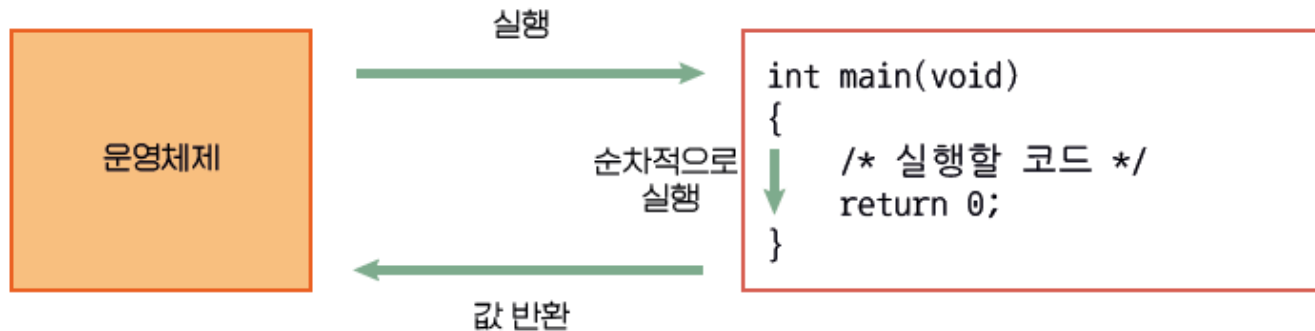 실행
운영체제
순차적으로
실행
int main(void)
{
/* 실행할 코드 */
return 0;
}
값 반환